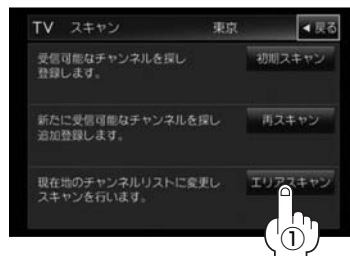 TV スキャン 東京 ◀戻る
受信可能なチャンネルを探し 初期スキャン
登録します。
新たに受信可能なチャンネルを探し 再スキャン
追加登録します。
現在地のチャンネルリストに変更し エリアスキャン
スキャンを行います。
①